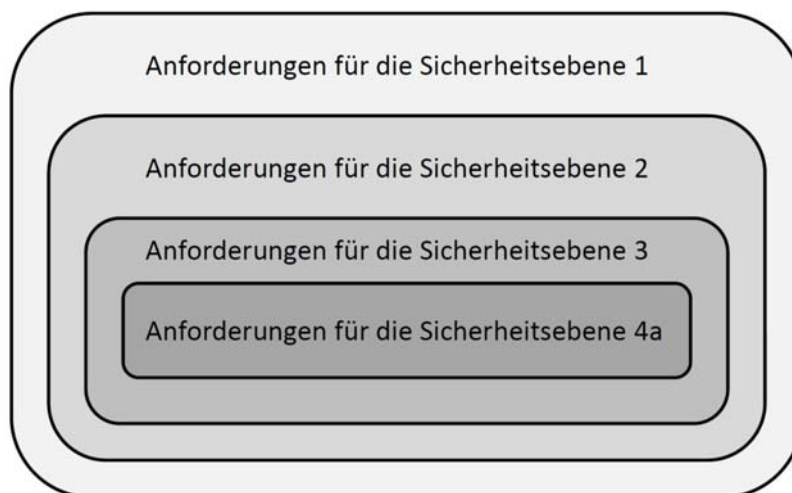 Anforderungen für die Sicherheitsebene 1
Anforderungen für die Sicherheitsebene 2
Anforderungen für die Sicherheitsebene 3
Anforderungen für die Sicherheitsebene 4a